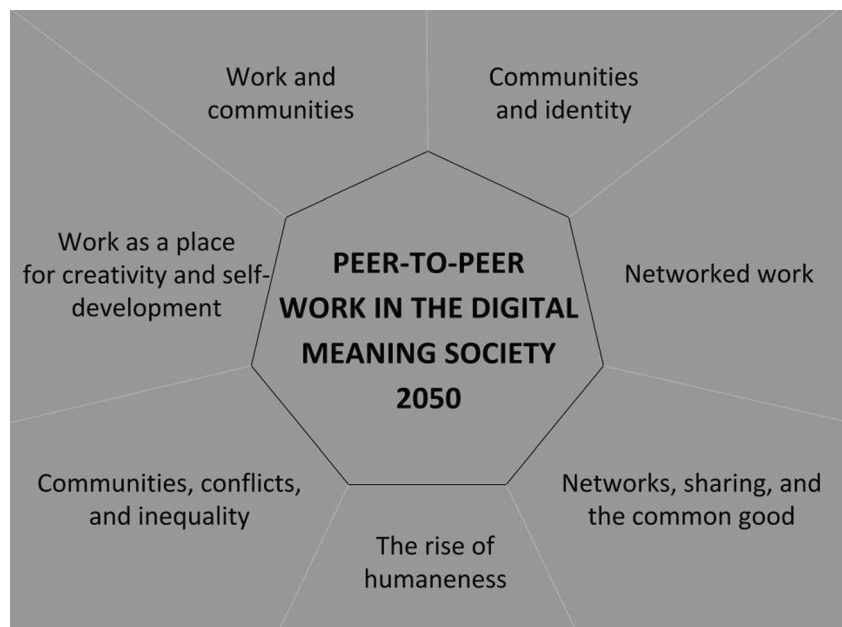 Work and
communities
Communities
and identity
Work as a place
for creativity and self-
development
PEER-TO-PEER
WORK IN THE DIGITAL
MEANING SOCIETY
2050
Networked work
Communities, conflicts,
and inequality
The rise of
humaneness
Networks, sharing, and
the common good